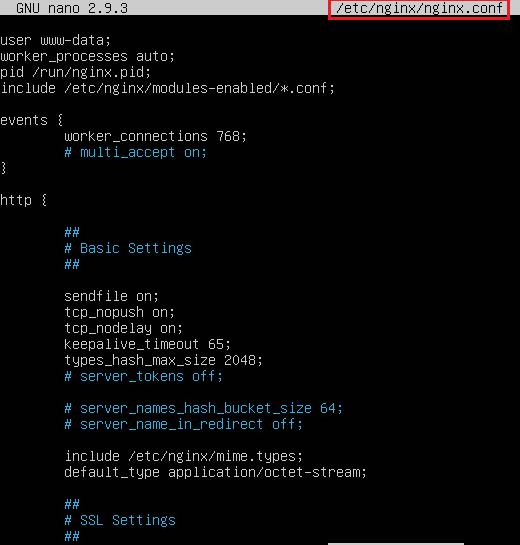 GNU nano 2.9.3 /etc/nginx/nginx.conf
user www-data;
worker_processes auto;
pid /run/nginx.pid;
include /etc/nginx/modules-enabled/*.conf;
events {
worker_connections 768;
# multi_accept on;
}
http {
##
# Basic Settings
##
sendfile on;
tcp_nopush on;
tcp_nodelay on;
keepalive_timeout 65;
types_hash_max_size 2048;
# server_tokens off;
# server_names_hash_bucket_size 64;
# server_name_in_redirect off;
include /etc/nginx/mime.types;
default_type application/octet-stream;
##
# SSL Settings
##